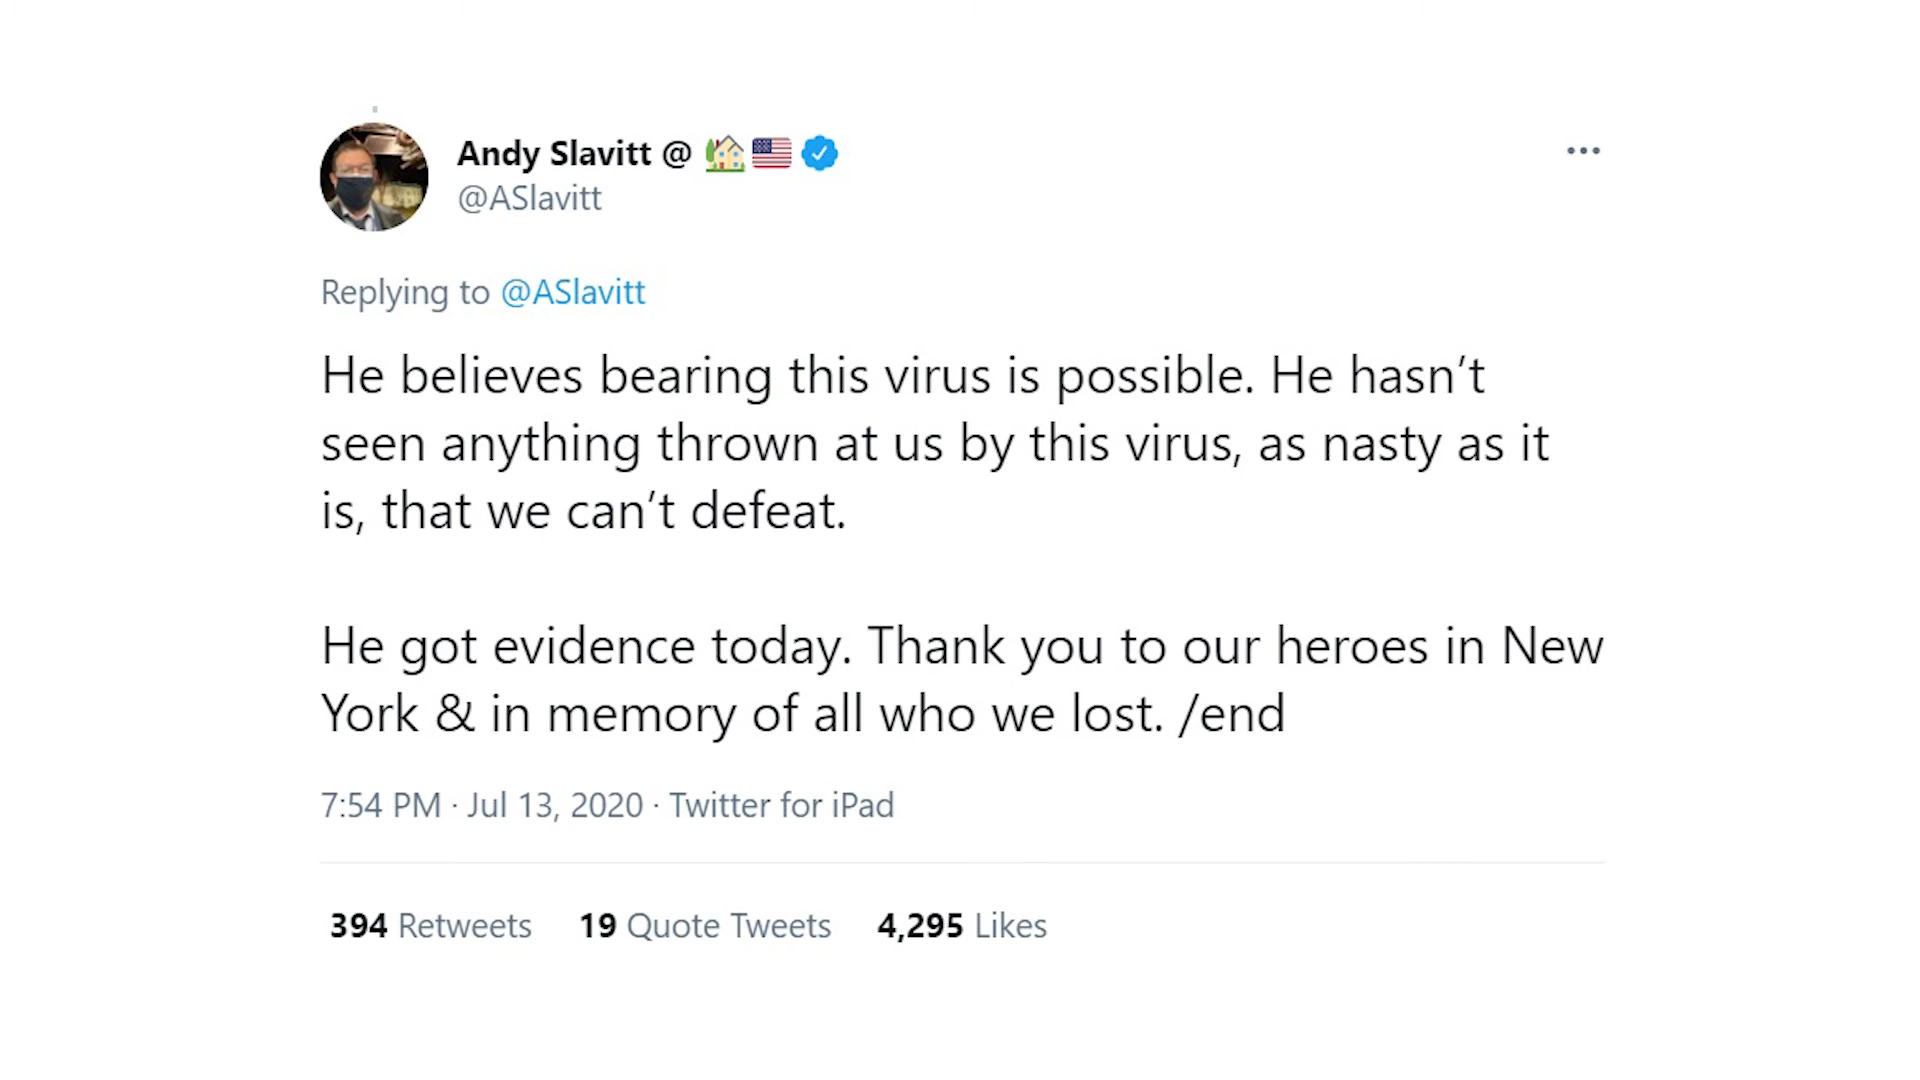 Andy Slavitt @ 🏡🇺🇸
@ASlavitt
Replying to @ASlavitt
He believes bearing this virus is possible. He hasn’t
seen anything thrown at us by this virus, as nasty as it
is, that we can’t defeat.
He got evidence today. Thank you to our heroes in New
York & in memory of all who we lost. /end
7:54 PM · Jul 13, 2020 · Twitter for iPad
394 Retweets 19 Quote Tweets 4,295 Likes